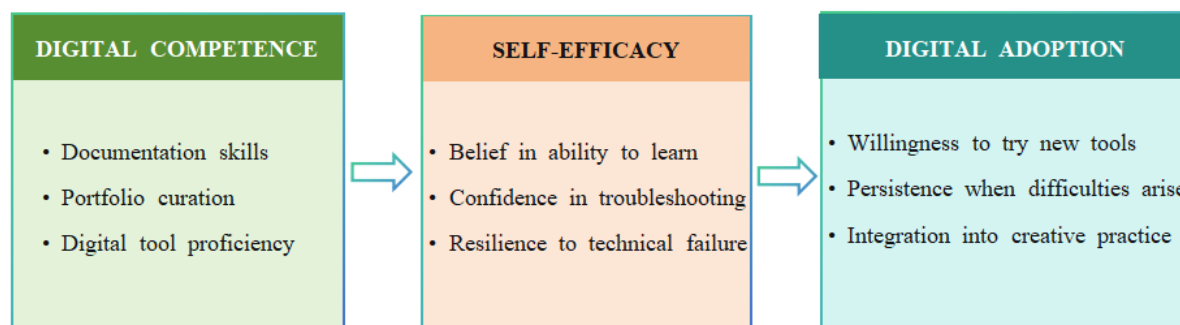 DIGITAL COMPETENCE
• Documentation skills
• Portfolio curation
• Digital tool proficiency
SELF-EFFICACY
• Belief in ability to learn
• Confidence in troubleshooting
• Resilience to technical failure
DIGITAL ADOPTION
• Willingness to try new tools
• Persistence when difficulties arise
• Integration into creative practice